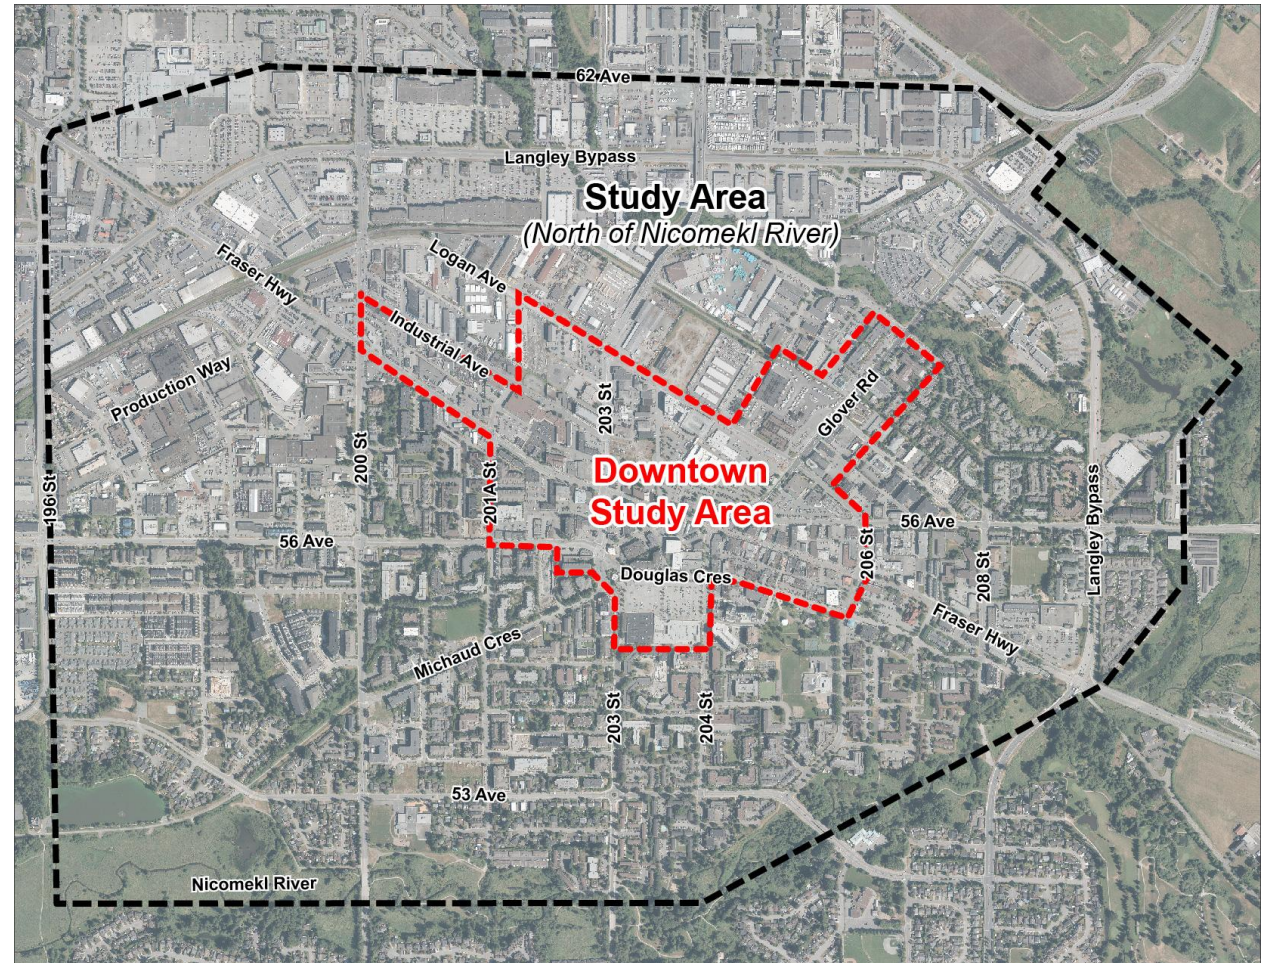 62 Ave
Langley Bypass
Study Area
(North of Nicomekl River)
Logan Ave
Fraser Hwy
Industrial Ave
Production Way
203 St
Glover Rd
200 St
Downtown
Study Area
201A St
196 St
56 Ave
56 Ave
206 St
208 St
Langley Bypass
Douglas Cres
Fraser Hwy
Michaud Cres
203 St
204 St
53 Ave
Nicomekl River